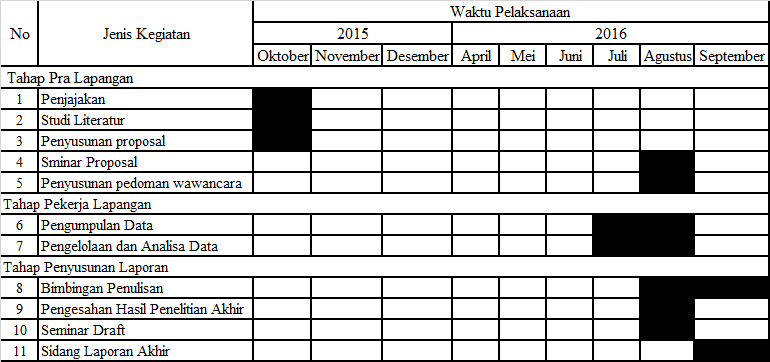 Waktu Pelaksanaan
No Jenis Kegiatan 2015 2016
Oktober November Desember April Mei Juni Juli Agustus September
Tahap Pra Lapangan
1 Penjajakan
2 Studi Literatur
3 Penyusunan proposal
4 Sminar Proposal
5 Penyusunan pedoman wawancara
Tahap Pekerja Lapangan
6 Pengumpulan Data
7 Pengelolaan dan Analisa Data
Tahap Penyusunan Laporan
8 Bimbingan Penulisan
9 Pengesahan Hasil Penelitian Akhir
10 Seminar Draft
11 Sidang Laporan Akhir